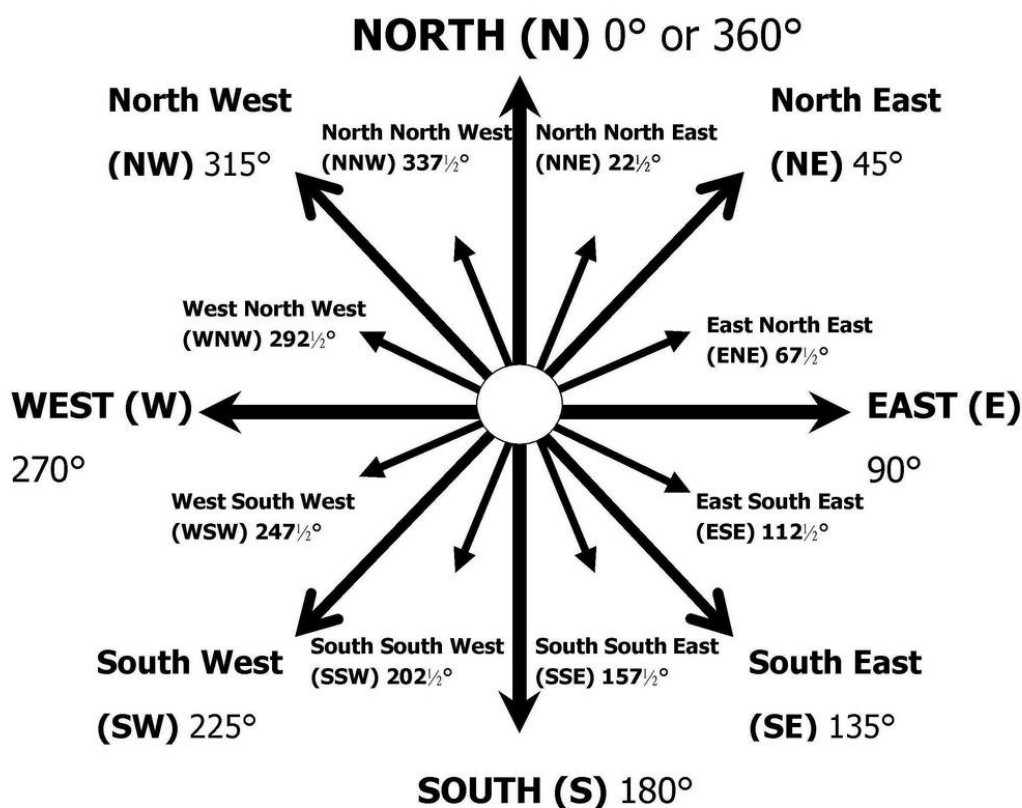 NORTH (N) 0° or 360°
North West
(NW) 315°
North North West
(NNW) 337½°
North North East
(NNE) 22½°
North East
(NE) 45°
West North West
(WNW) 292½°
East North East
(ENE) 67½°
WEST (W)
270°
EAST (E)
90°
West South West
(WSW) 247½°
East South East
(ESE) 112½°
South West
(SW) 225°
South South West
(SSW) 202½°
South South East
(SSE) 157½°
South East
(SE) 135°
SOUTH (S) 180°